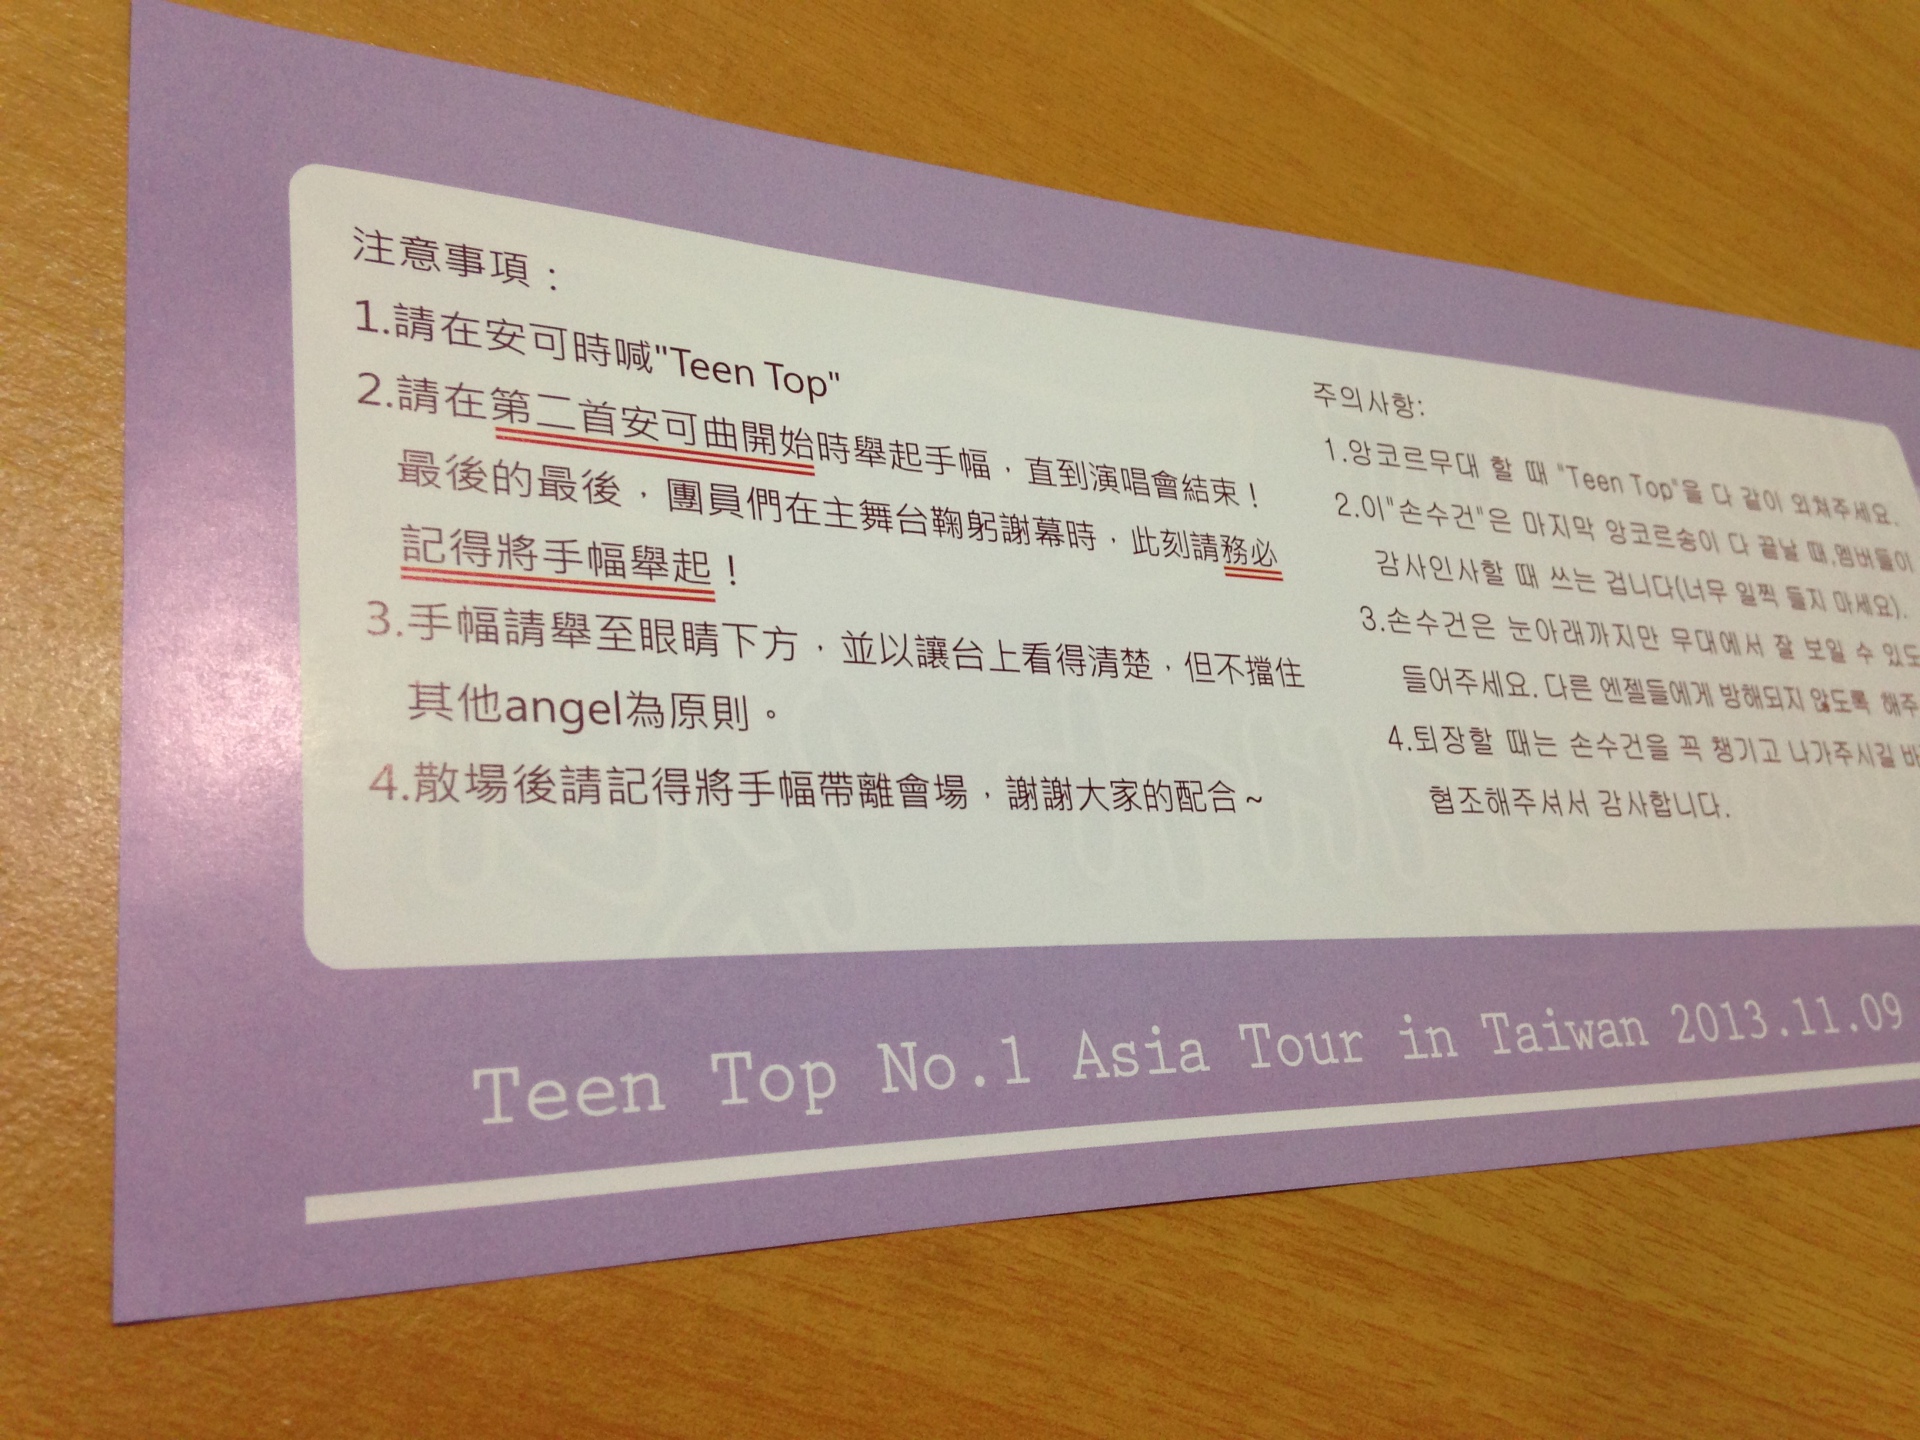 注意事項：
1.請在安可時喊"Teen Top"
2.請在第二首安可曲開始時舉起手幅，直到演唱會結束！
最後的最後，團員們在主舞台鞠躬謝幕時，此刻請務必
記得將手幅舉起！
3.手幅請舉至眼睛下方，並以讓台上看得清楚，但不擋住
其他angel為原則。
4.散場後請記得將手幅帶離會場，謝謝大家的配合~
주의사항:
1.앙코르무대 할 때 "Teen Top"을 다 같이 외쳐주세요.
2.이"손수건"은 마지막 앙코르송이 다 끝날 때,멤버들이
감사인사할 때 쓰는 겁니다(너무 일찍 들지 마세요).
3.손수건은 눈아래까지만 무대에서 잘 보일 수 있도
들어주세요. 다른 엔젤들에게 방해되지 않도록 해주
4.퇴장할 때는 손수건을 꼭 챙기고 나가주시길 바
협조해주셔서 감사합니다.
Teen Top No.1 Asia Tour in Taiwan 2013.11.09